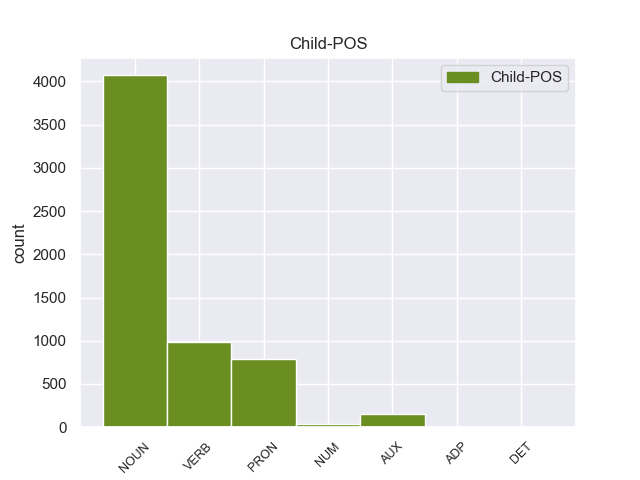 Child-POS
Child-POS
count
4000
3500
3000
2500
2000
1500
1000
500
0
NOUN
VERB
PRON
NUM
AUX
ADP
DET